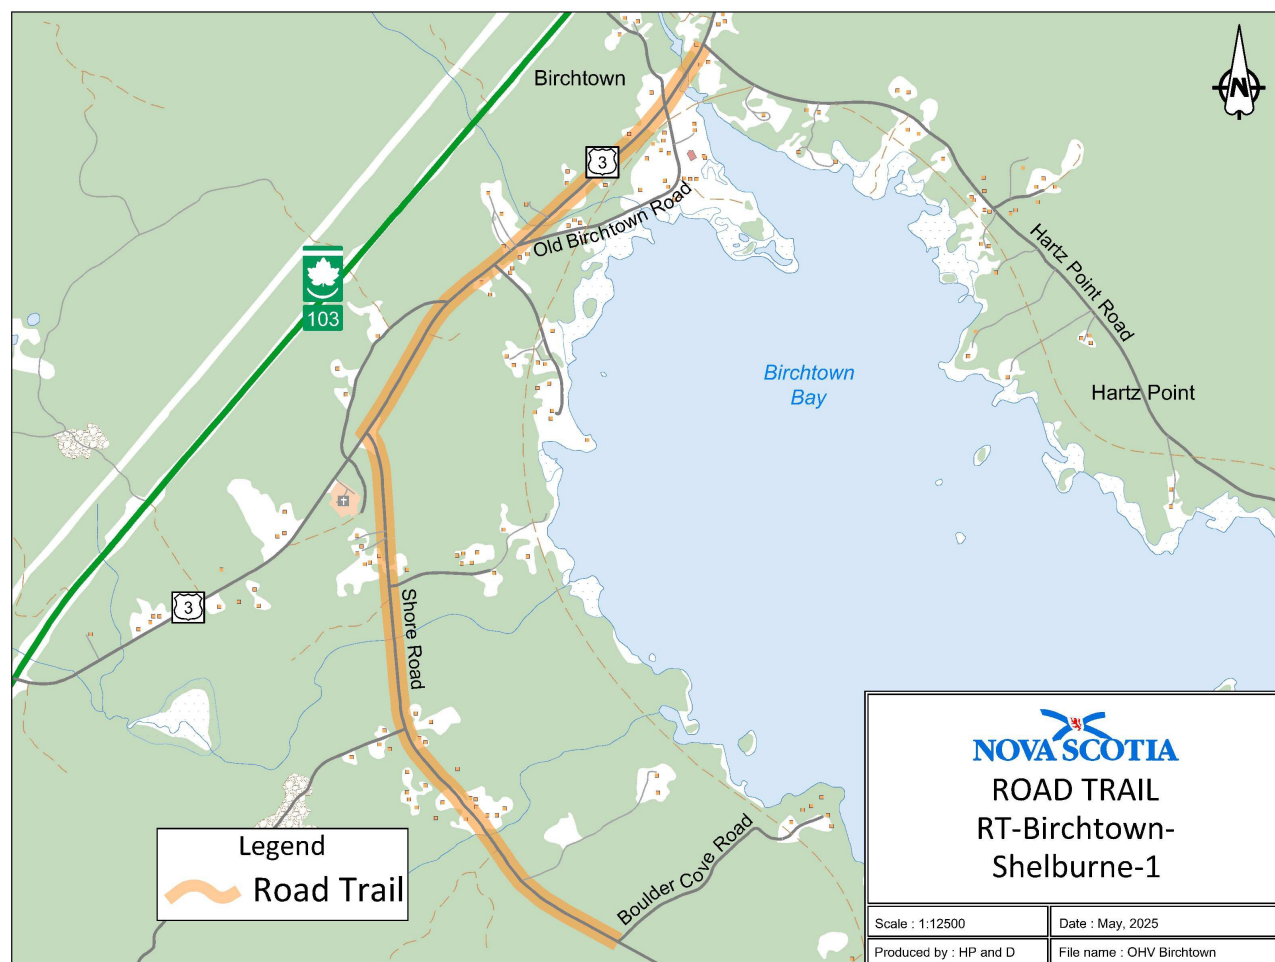 Birchtown
N
3
Old Birchtown Road
103
Hartz Point Road
Birchtown
Bay
Hartz Point
3
Shore Road
Boulder Cove Road
Legend
Road Trail
NOVA SCOTIA
ROAD TRAIL
RT-Birchtown-
Shelburne-1
Scale : 1:12500
Date : May, 2025
Produced by : HP and D
File name : OHV Birchtown